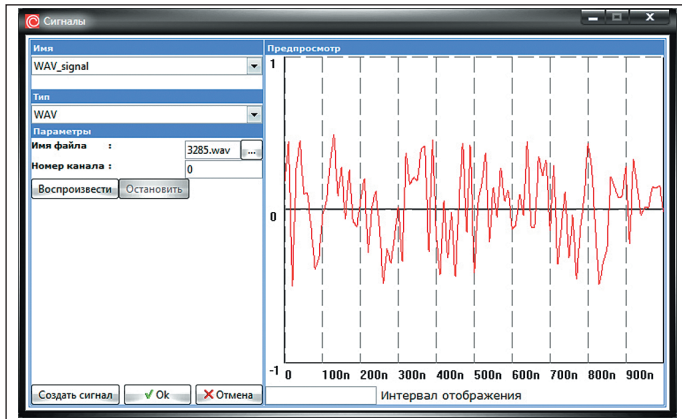 Сигналы
Имя
WAV_signal
Тип
WAV
Параметры
Имя файла : 3285.wav ...
Номер канала : 0
Воспроизвести Остановить
Создать сигнал Ok Отмена
Предпросмотр
1
0
-1
0 100n 200n 300n 400n 500n 600n 700n 800n 900n
Интервал отображения